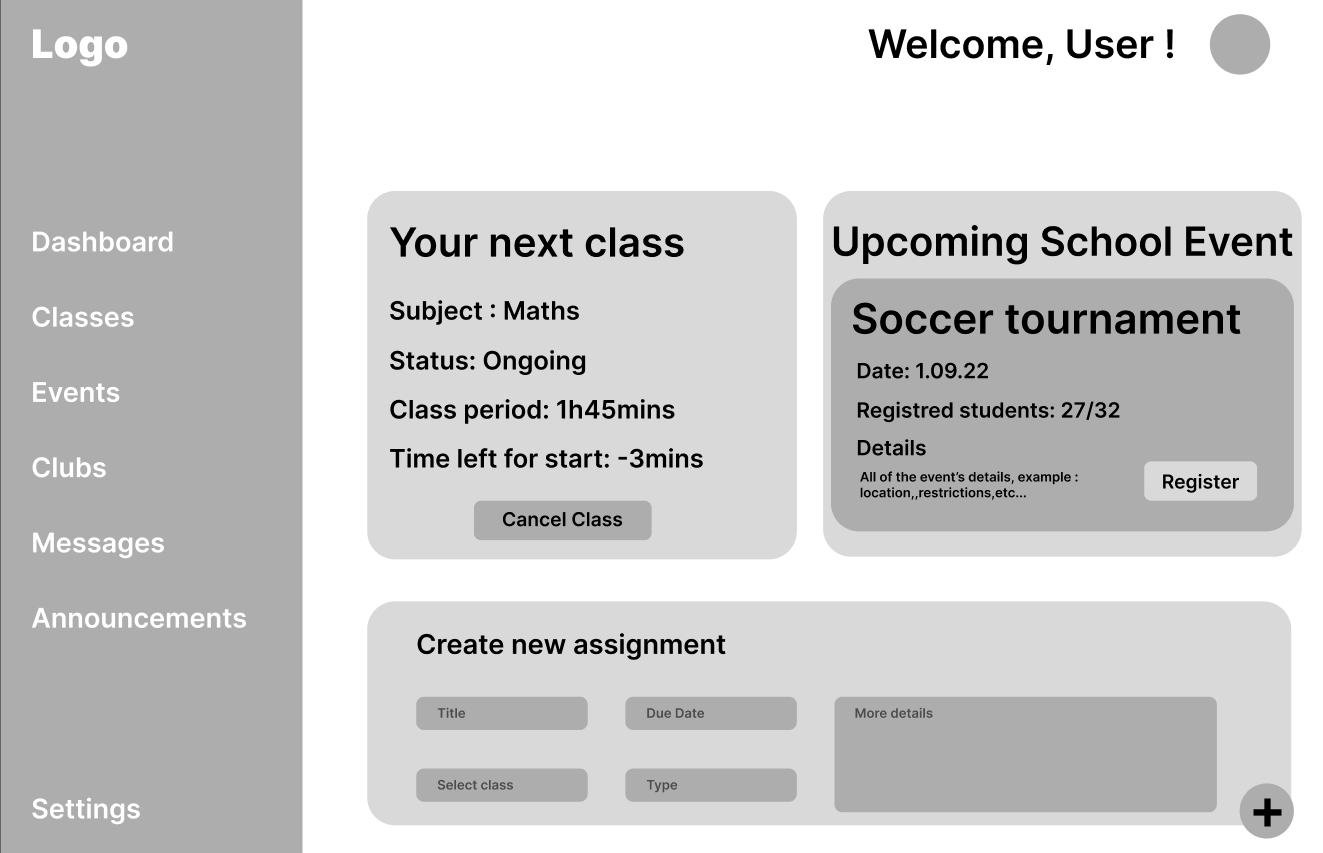 Logo
Welcome, User !
Dashboard
Classes
Events
Clubs
Messages
Announcements
Settings
Your next class
Subject : Maths
Status: Ongoing
Class period: 1h45mins
Time left for start: -3mins
Cancel Class
Upcoming School Event
Soccer tournament
Date: 1.09.22
Registred students: 27/32
Details
All of the event’s details, example :
location,,restrictions,etc...
Register
Create new assignment
Title
Due Date
More details
Select class
Type
+